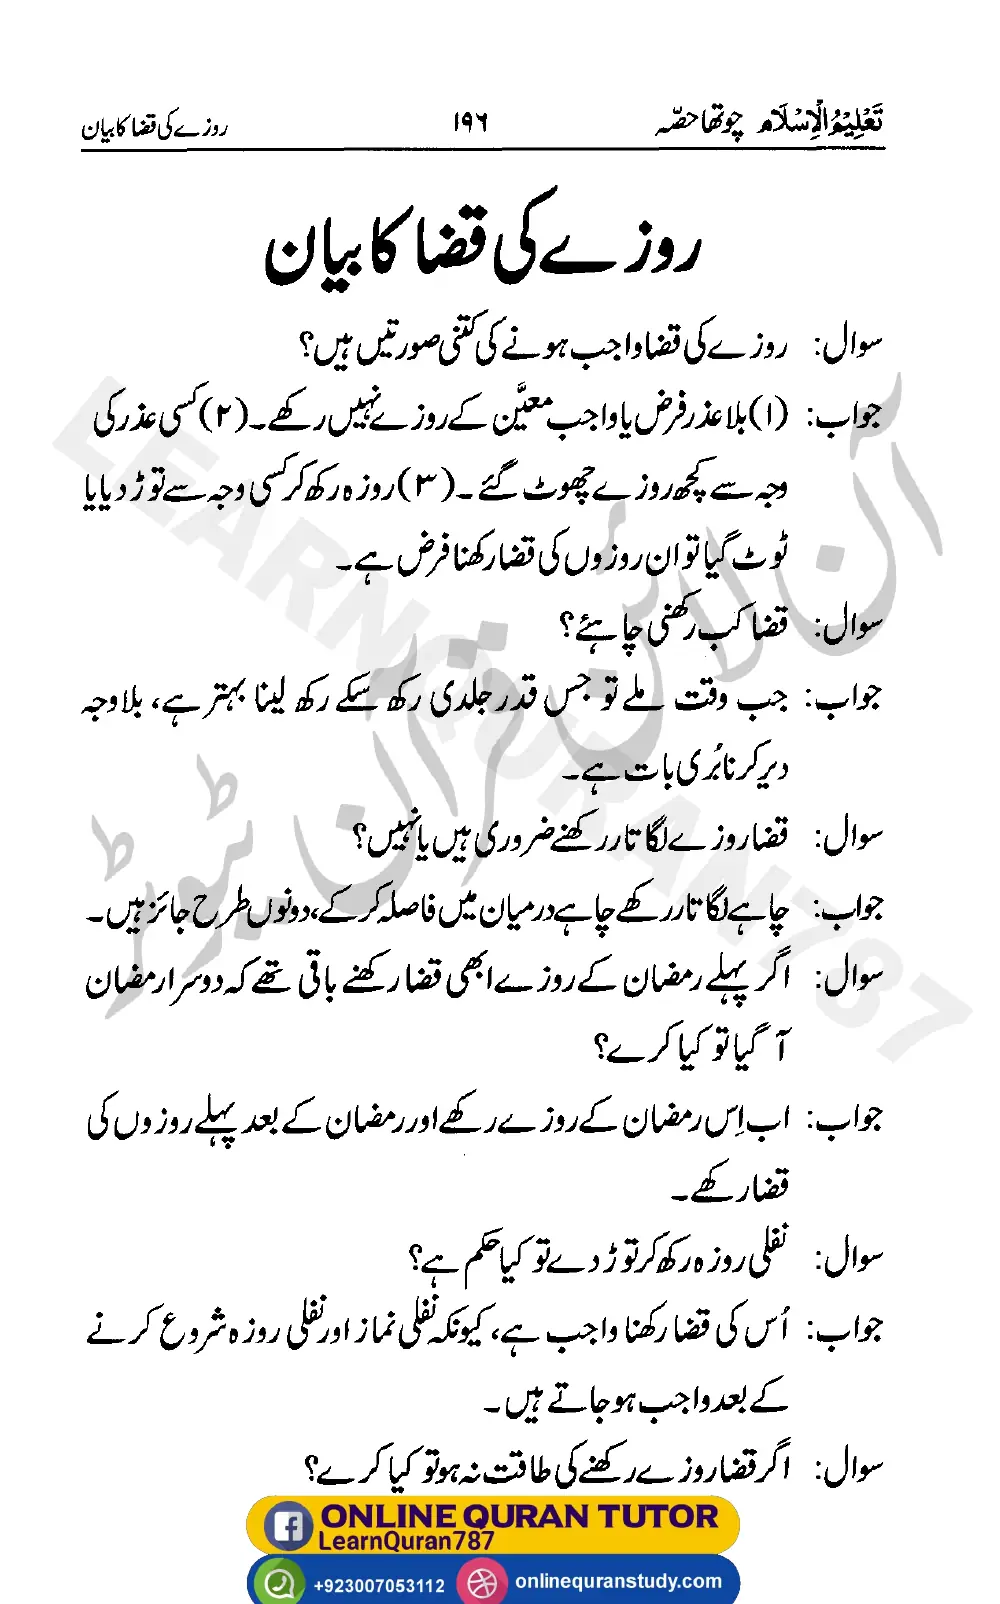 تَعْلِیْمُ الْاِسْلَام چوتھا حصّہ ۱۹۶ روزے کی قضا کا بیان
روزے کی قضا کا بیان
سوال: روزے کی قضا واجب ہونے کی کتنی صورتیں ہیں؟
جواب: (۱) بلا عذر فرض یا واجب معیَّن کے روزے نہیں رکھے۔ (۲) کسی عذر کی
وجہ سے کچھ روزے چھوٹ گئے۔ (۳) روزہ رکھ کر کسی وجہ سے توڑ دیا یا
ٹوٹ گیا تو ان روزوں کی قضا رکھنا فرض ہے۔
سوال: قضا کب رکھنی چاہئے؟
جواب: جب وقت ملے تو جس قدر جلدی رکھ سکے رکھ لینا بہتر ہے، بلا وجہ
دیر کرنا بُری بات ہے۔
سوال: قضا روزے لگاتار رکھنے ضروری ہیں یا نہیں؟
جواب: چاہے لگاتار رکھے چاہے درمیان میں فاصلہ کر کے، دونوں طرح جائز ہیں۔
سوال: اگر پہلے رمضان کے روزے ابھی قضا رکھنے باقی تھے کہ دوسرا رمضان
آ گیا تو کیا کرے؟
جواب: اب اِس رمضان کے روزے رکھے اور رمضان کے بعد پہلے روزوں کی
قضا رکھے۔
سوال: نفلی روزہ رکھ کر توڑ دے تو کیا حکم ہے؟
جواب: اُس کی قضا رکھنا واجب ہے، کیونکہ نفلی نماز اور نفلی روزہ شروع کرنے
کے بعد واجب ہو جاتے ہیں۔
سوال: اگر قضا روزے رکھنے کی طاقت نہ ہو تو کیا کرے؟
آن لائن قرآن ٹیوٹر
LEARNQURAN787
ONLINE QURAN TUTOR
LearnQuran787
+923007053112 onlinequranstudy.com